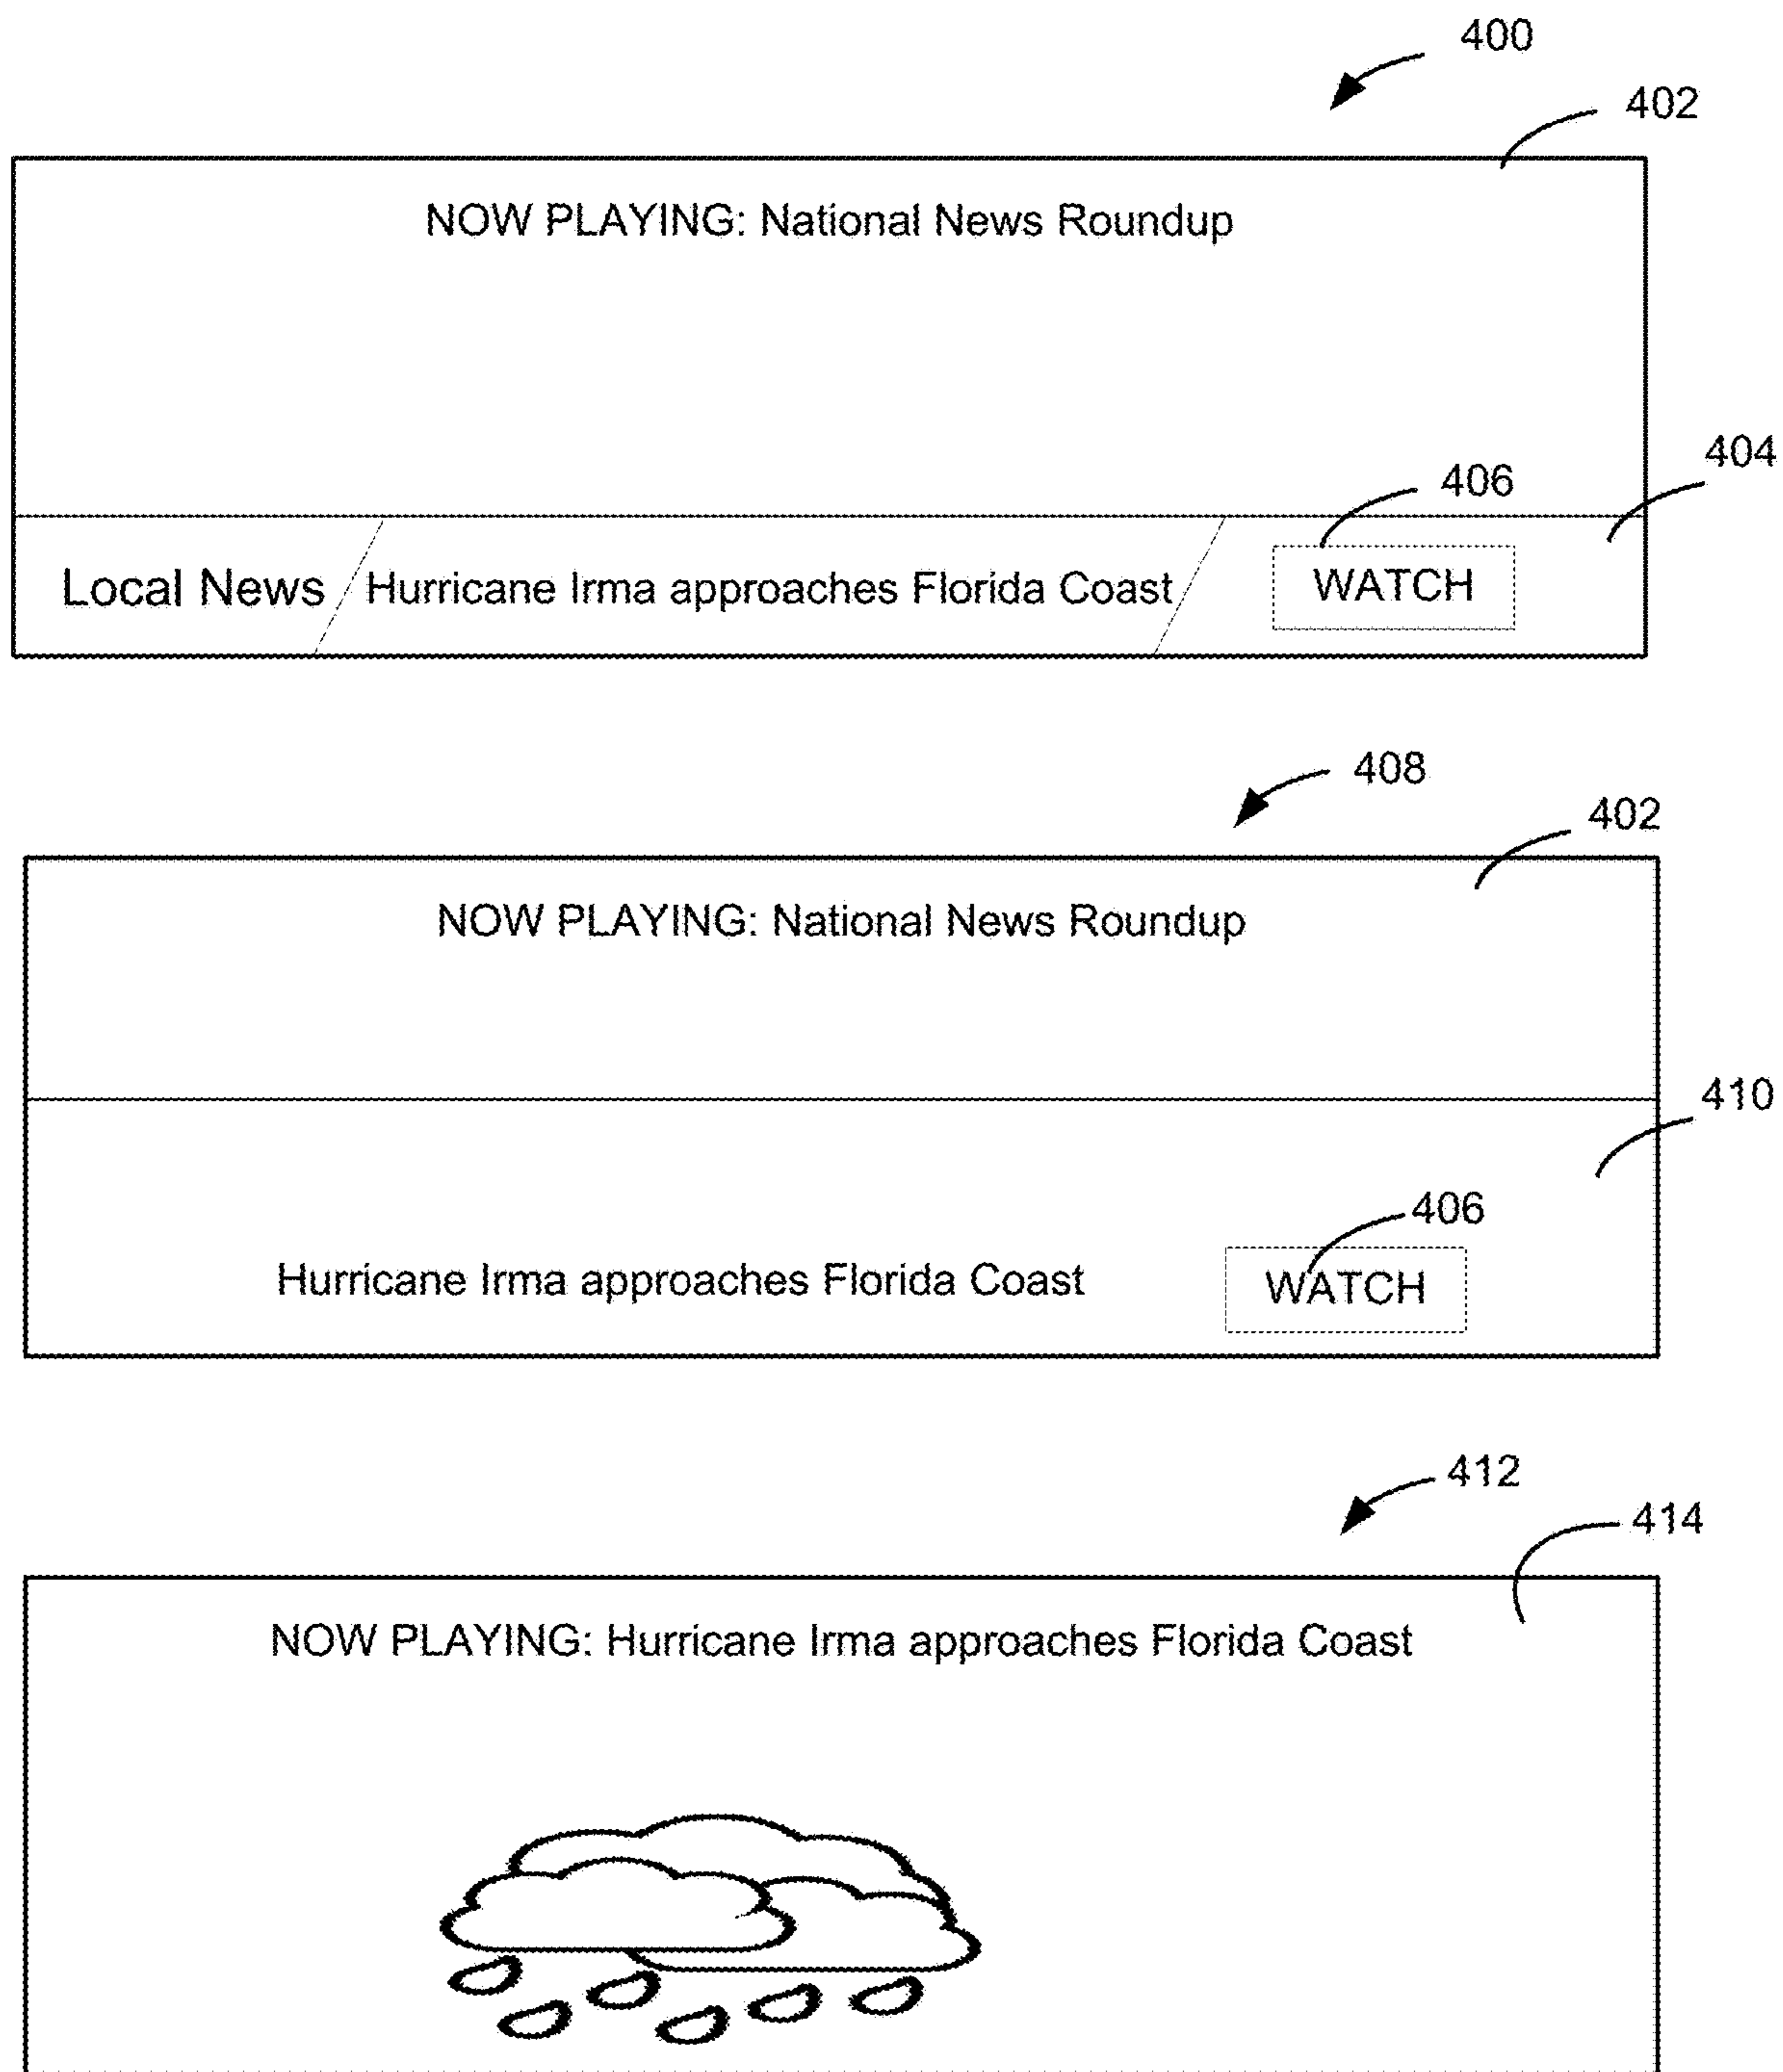 400
402
NOW PLAYING: National News Roundup
404
406
Local News Hurricane Irma approaches Florida Coast WATCH
408
402
NOW PLAYING: National News Roundup
410
406
Hurricane Irma approaches Florida Coast WATCH
412
414
NOW PLAYING: Hurricane Irma approaches Florida Coast